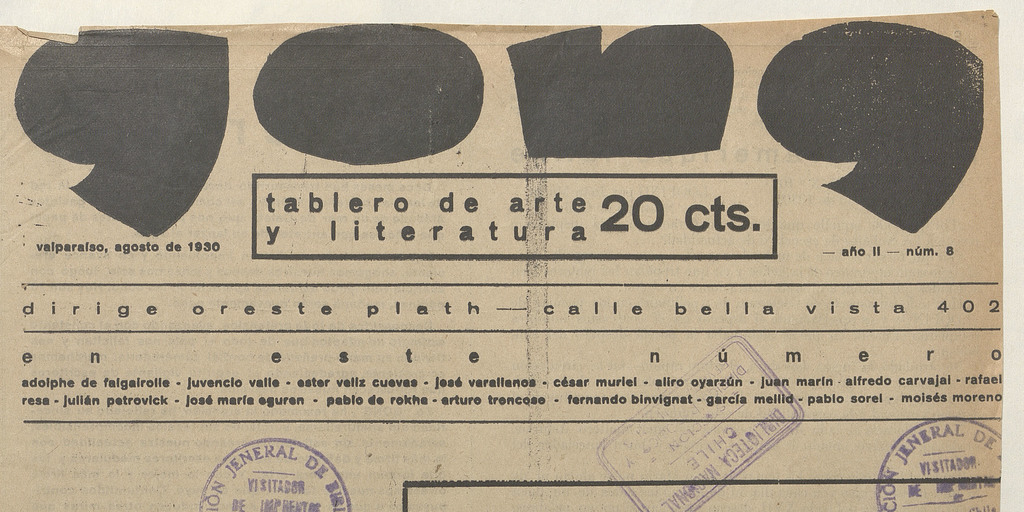 gong
tablero de arte
y literatura
20 cts.
valparaíso, agosto de 1930
— año II — núm. 8
dirige oreste plath — calle bella vista 402
en este número
adolphe de falgairolle - juvencio valle - ester veliz cuevas - josé varallanos - césar muriel - aliro oyarzún - juan marín - alfredo carvajal - rafael
resa - julián petrovick - josé maría eguren - pablo de rokha - arturo troncoso - fernando binvignat - garcía mellid - pablo sorel - moisés moreno
BIBLIOTECA NACIONAL
CHILE
JENERAL DE
VISITADOR
DE IMPRENTAS
JENERAL DE
VISITADOR